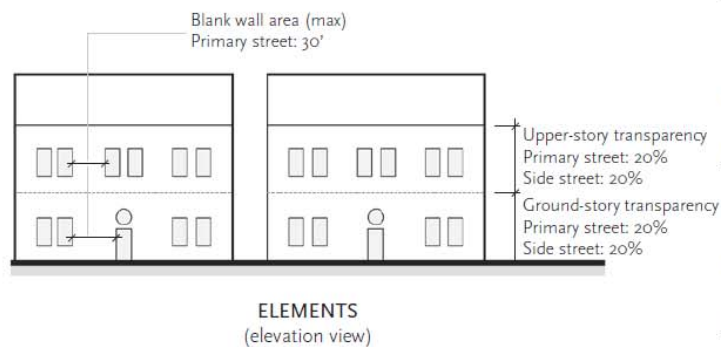 Blank wall area (max)
Primary street: 30’
Upper-story transparency
Primary street: 20%
Side street: 20%
Ground-story transparency
Primary street: 20%
Side street: 20%
ELEMENTS
(elevation view)